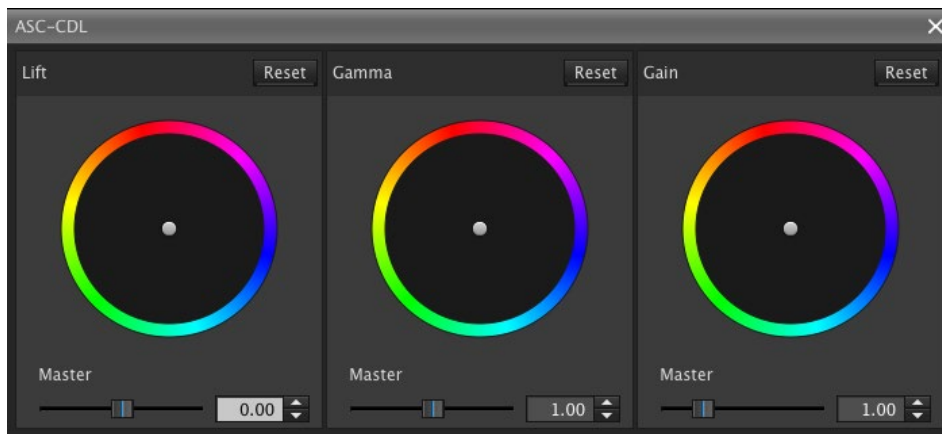 ASC-CDL
Lift Reset Gamma Reset Gain Reset
Master Master Master
0.00 1.00 1.00